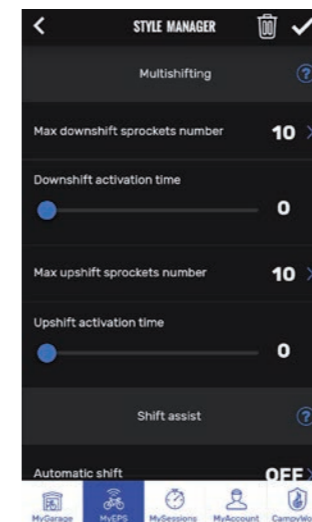 STYLE MANAGER
Multishifting ?
Max downshift sprockets number 10
Downshift activation time
0
Max upshift sprockets number 10
Upshift activation time
0
Shift assist ?
Automatic shift OFF
MyGarage MyEPS MySessions MyAccount